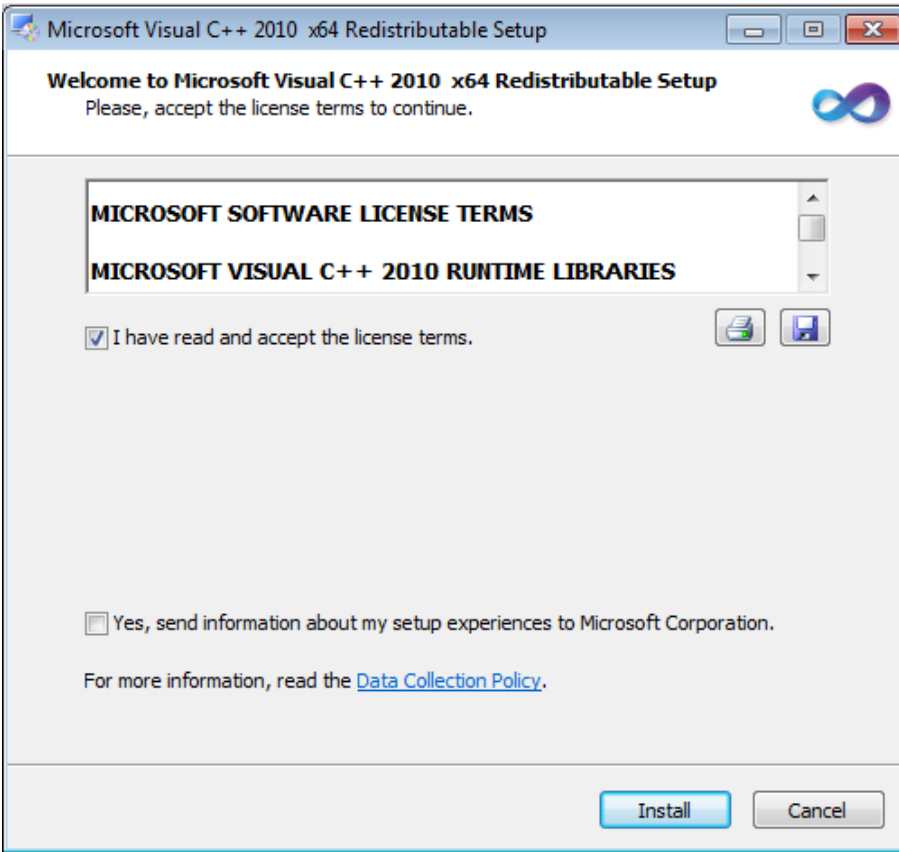 Microsoft Visual C++ 2010  x64 Redistributable Setup
Welcome to Microsoft Visual C++ 2010  x64 Redistributable Setup
Please, accept the license terms to continue.
MICROSOFT SOFTWARE LICENSE TERMS
MICROSOFT VISUAL C++ 2010 RUNTIME LIBRARIES
I have read and accept the license terms.
Yes, send information about my setup experiences to Microsoft Corporation.
For more information, read the Data Collection Policy.
Install Cancel